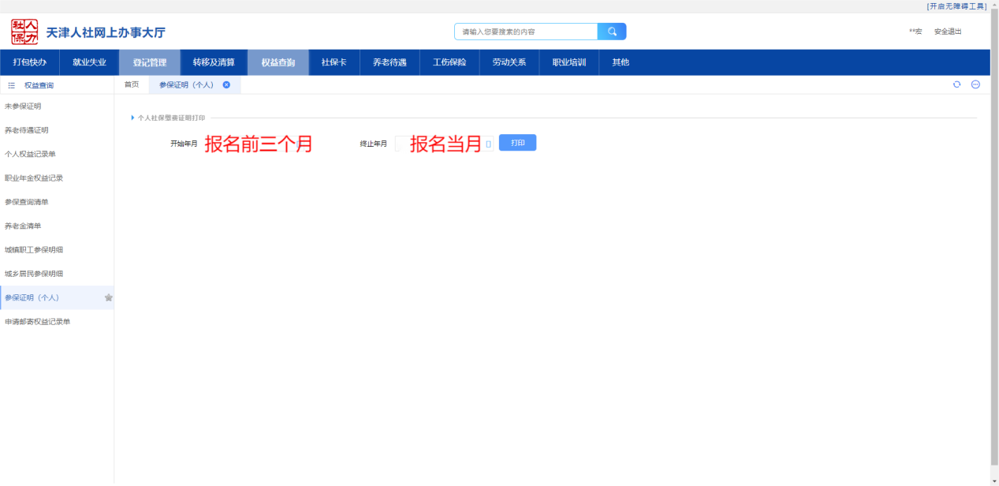 [开启无障碍工具]
社人保办
天津人社网上办事大厅
请输入您要搜索的内容
**宏 安全退出
打包快办 就业失业 登记管理 转移及清算 权益查询 社保卡 养老待遇 工伤保险 劳动关系 职业培训 其他
权益查询 首页 参保证明（个人）
未参保证明
个人社保缴费证明打印
养老待遇证明
开始年月 报名前三个月 终止年月 报名当月 打印
个人权益记录单
职业年金权益记录
参保查询清单
养老金清单
城镇职工参保明细
城乡居民参保明细
参保证明（个人）
申请邮寄权益记录单